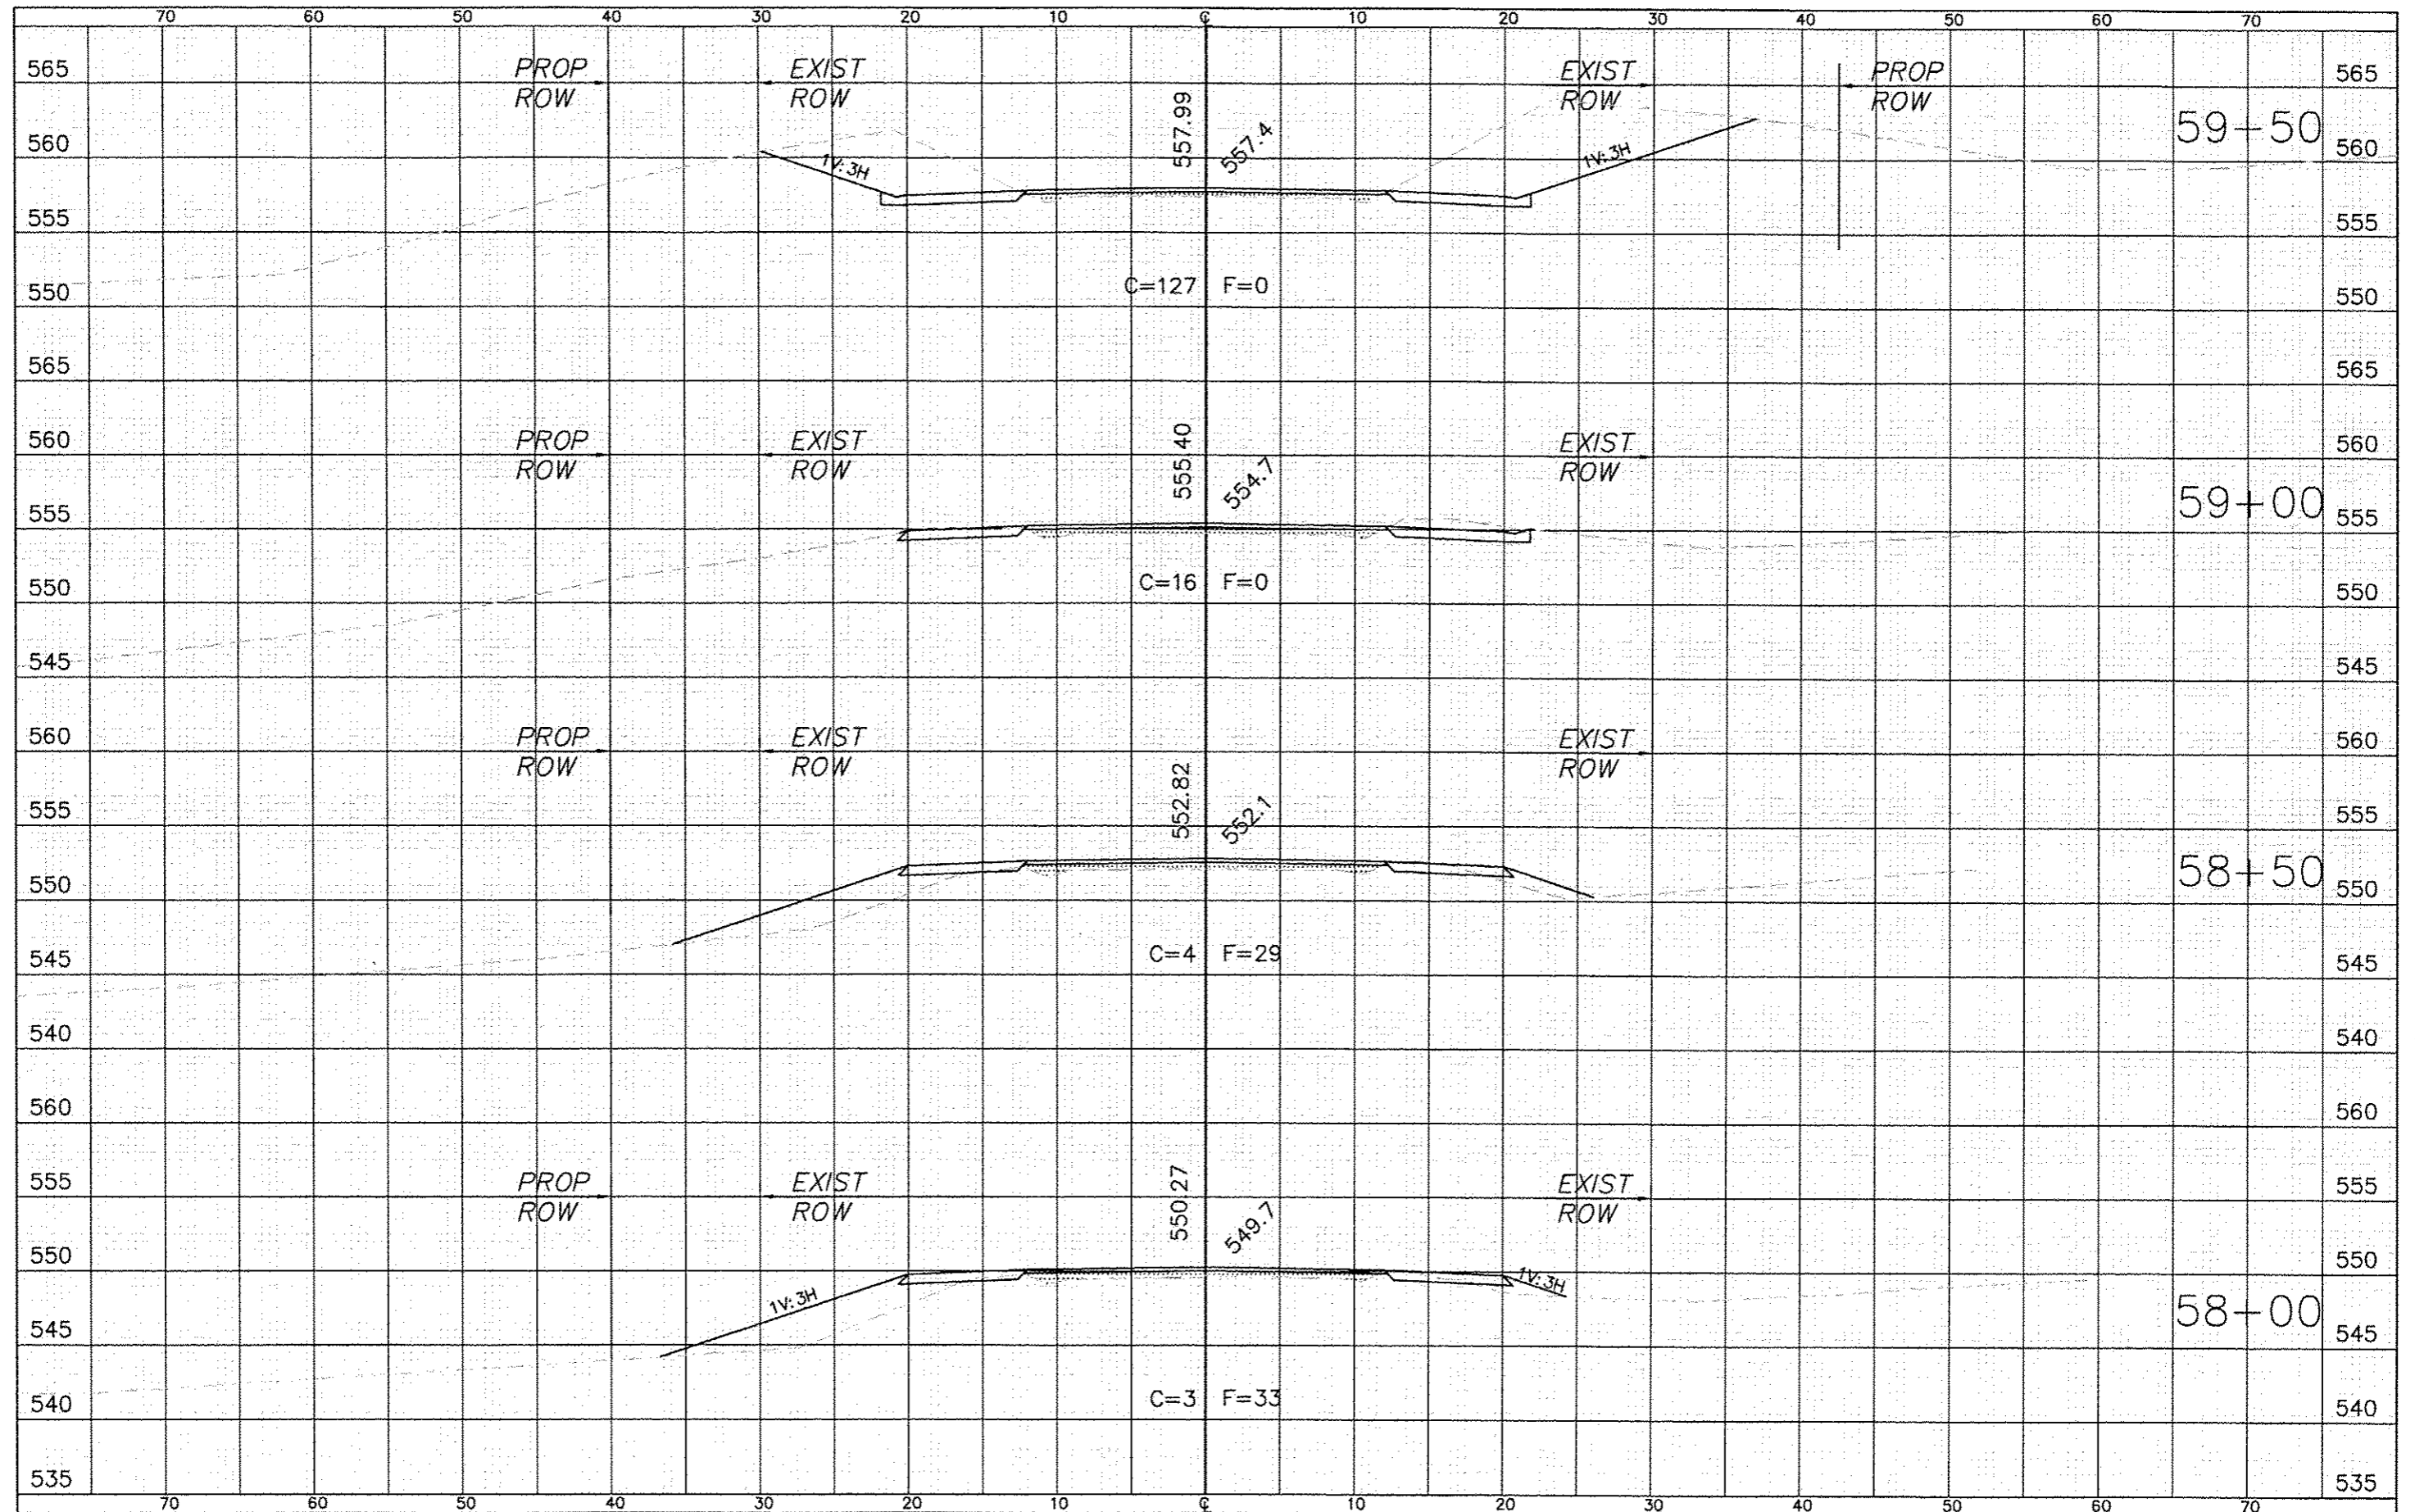 70 60 50 40 30 20 10 ℄ 10 20 30 40 50 60 70
565 PROP ROW EXIST ROW 557.99 557.4 EXIST ROW PROP ROW 565
59+50
560 1V:3H 1V:3H 560
555 555
550 C=127 F=0 550
565 565
560 PROP ROW EXIST ROW 555.40 554.7 EXIST ROW 560
59+00
555 555
550 C=16 F=0 550
545 545
560 PROP ROW EXIST ROW 552.82 552.1 EXIST ROW 560
555 555
58+50
550 550
545 C=4 F=29 545
540 540
560 560
555 PROP ROW EXIST ROW 550.27 549.7 EXIST ROW 555
550 1V:3H 1V:3H 550
58+00
545 545
540 C=3 F=33 540
535 535
70 60 50 40 30 20 10 ℄ 10 20 30 40 50 60 70